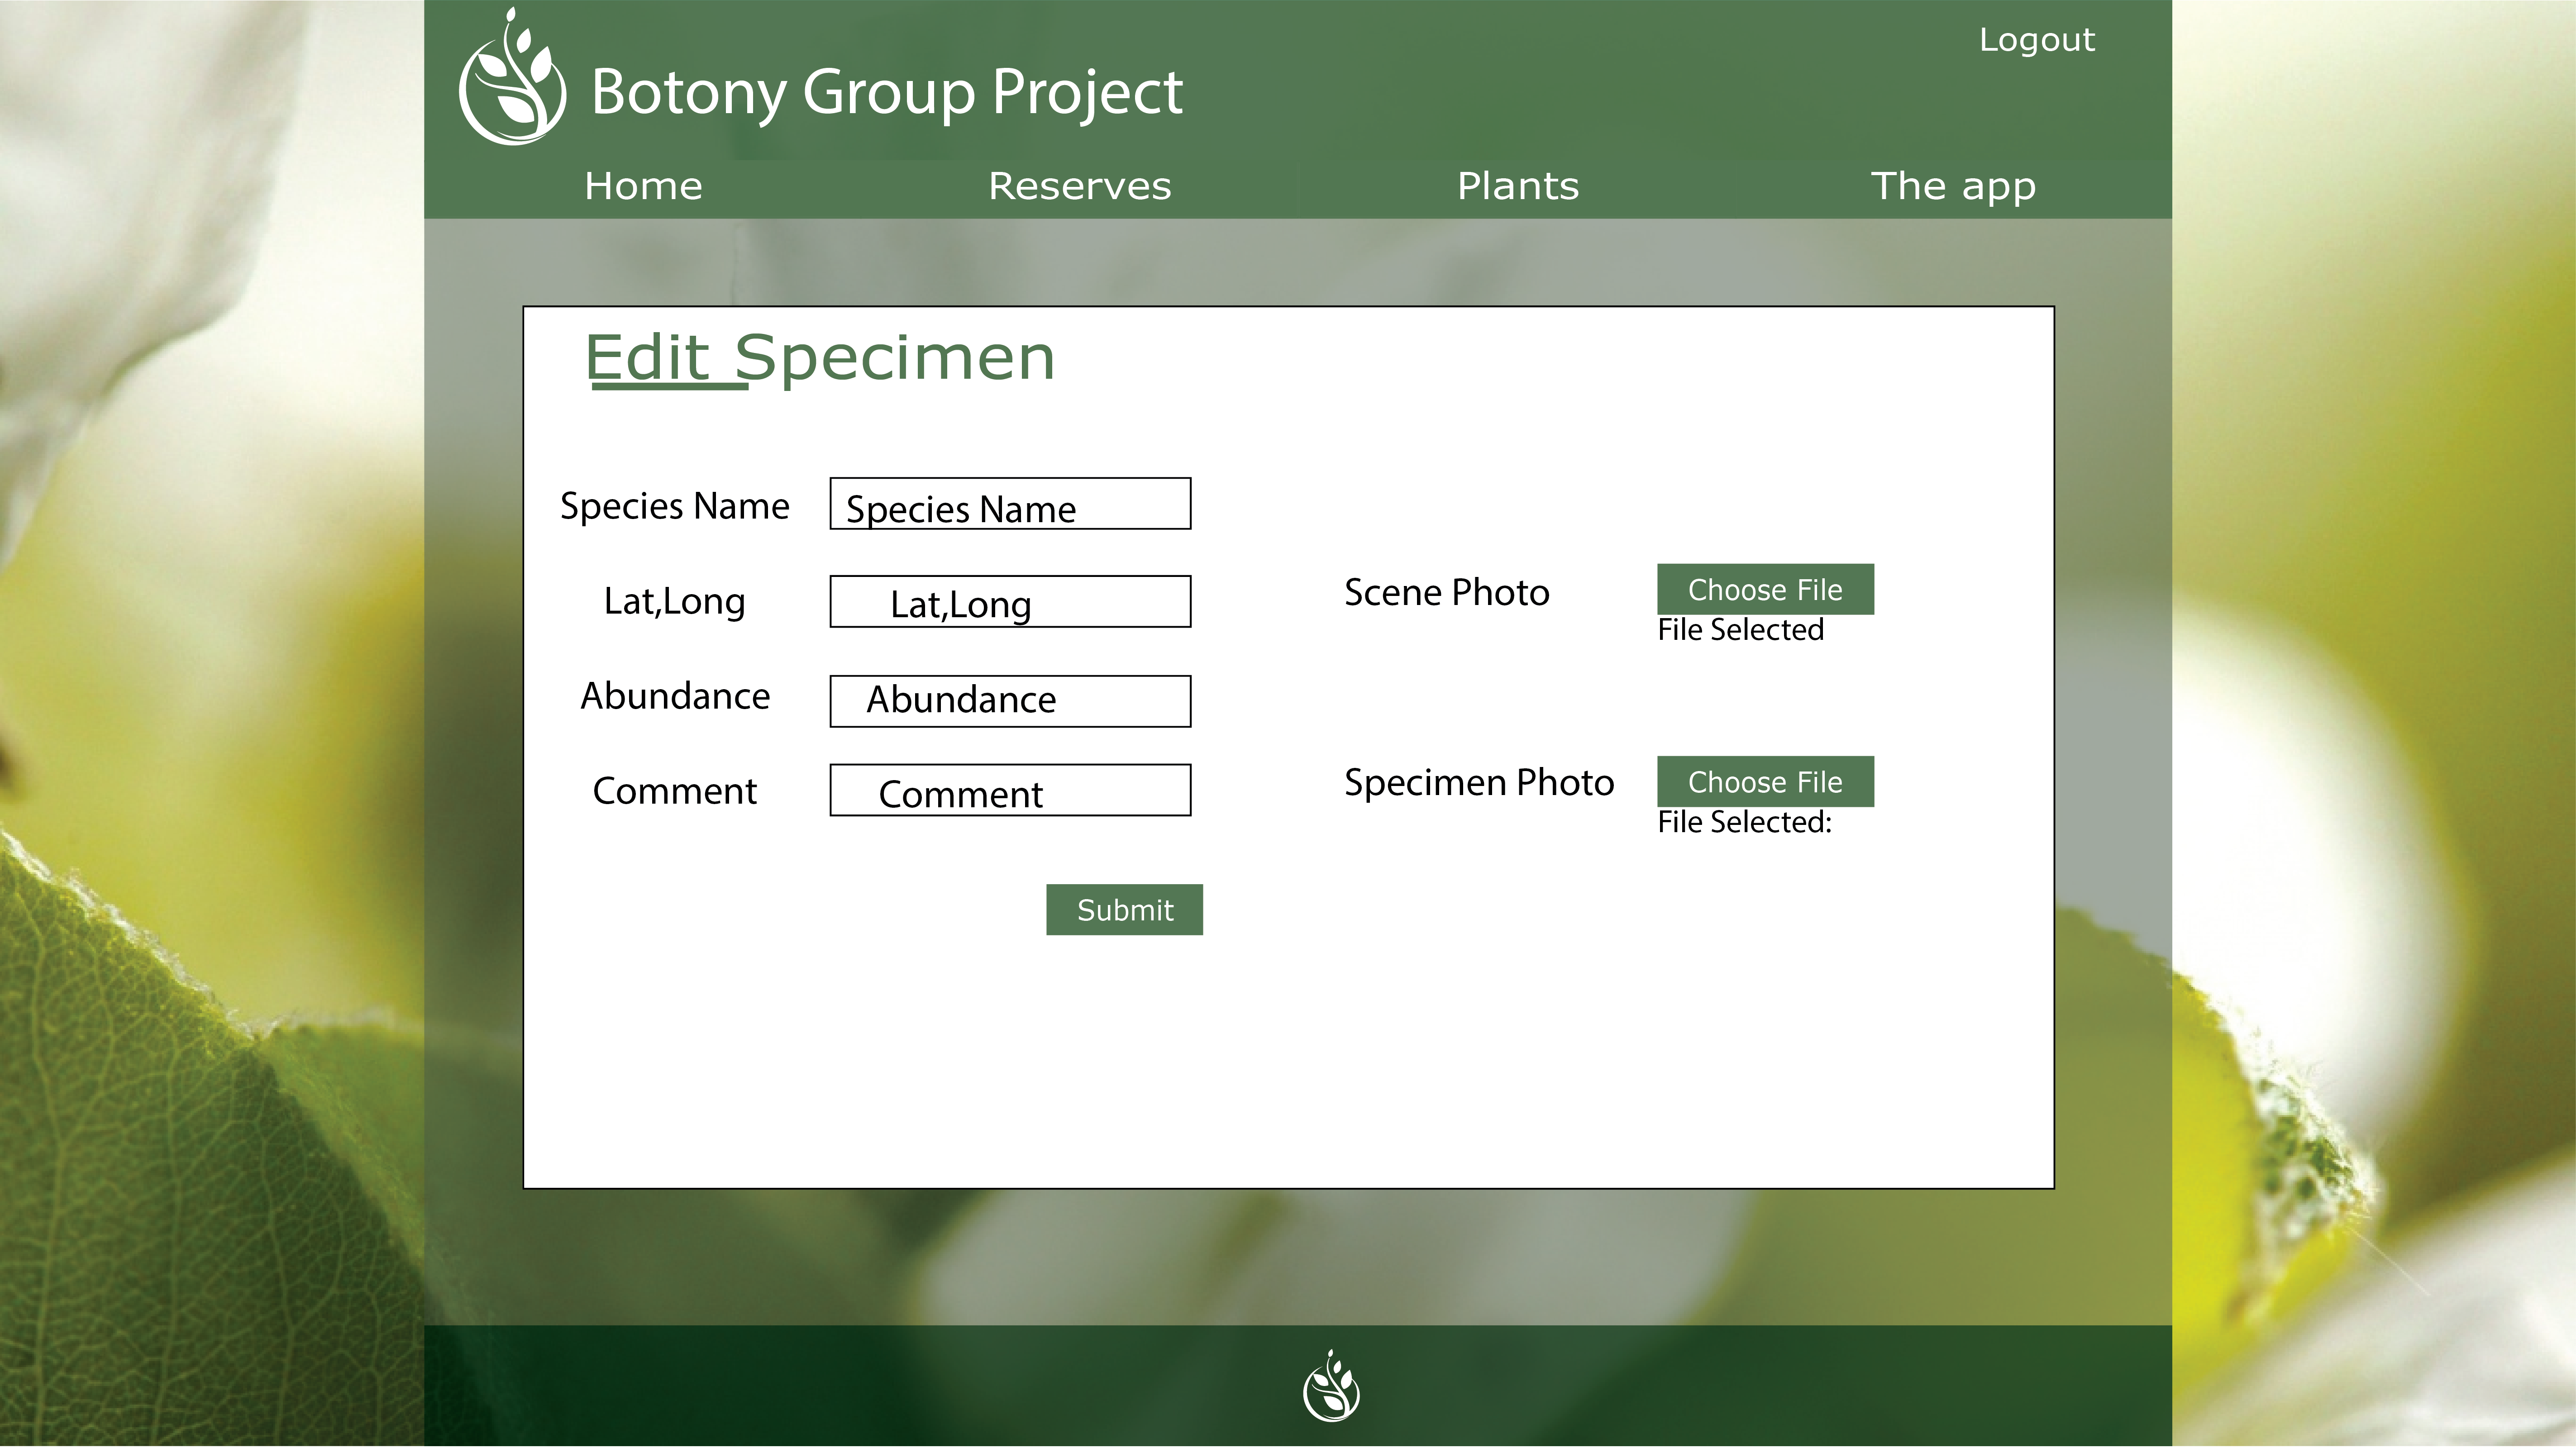 Logout
Botony Group Project
Home Reserves Plants The app
Edit Specimen
Species Name Species Name
Lat,Long Lat,Long
Abundance Abundance
Comment Comment
Scene Photo Choose File
File Selected
Specimen Photo Choose File
File Selected:
Submit